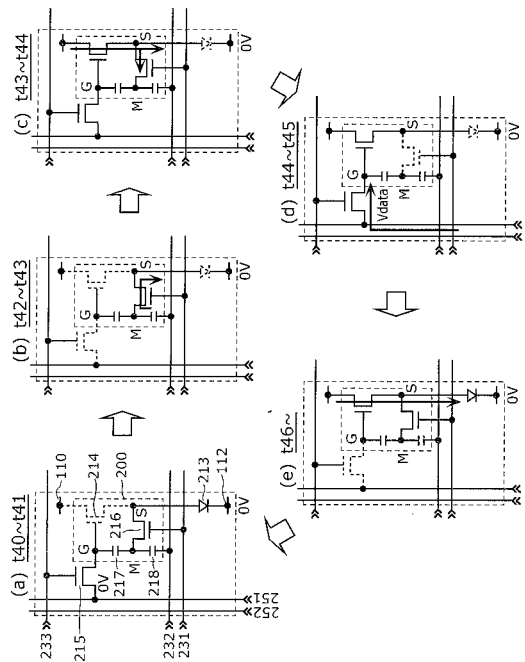 (a) t40~t41
233
215
0V
G
110
214
200
216
217
M
218
S
213
112
0V
232
231
252
251
(b) t42~t43
G
M
S
0V
(c) t43~t44
G
M
S
0V
(d) t44~t45
G
M
S
Vdata
0V
(e) t46~
G
M
S
0V